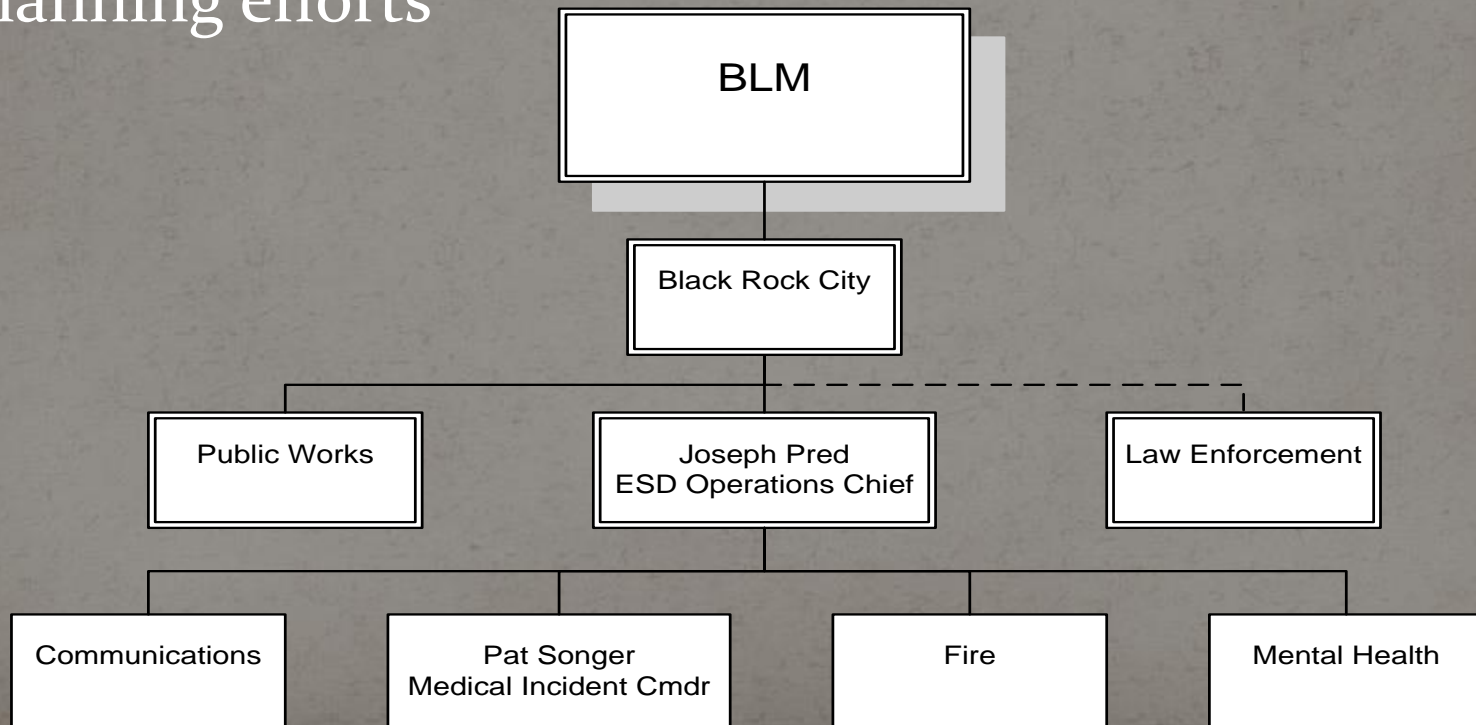 efforts
BLM
Black Rock City
Public Works
Joseph Pred
ESD Operations Chief
Law Enforcement
Communications
Pat Songer
Medical Incident Cmdr
Fire
Mental Health